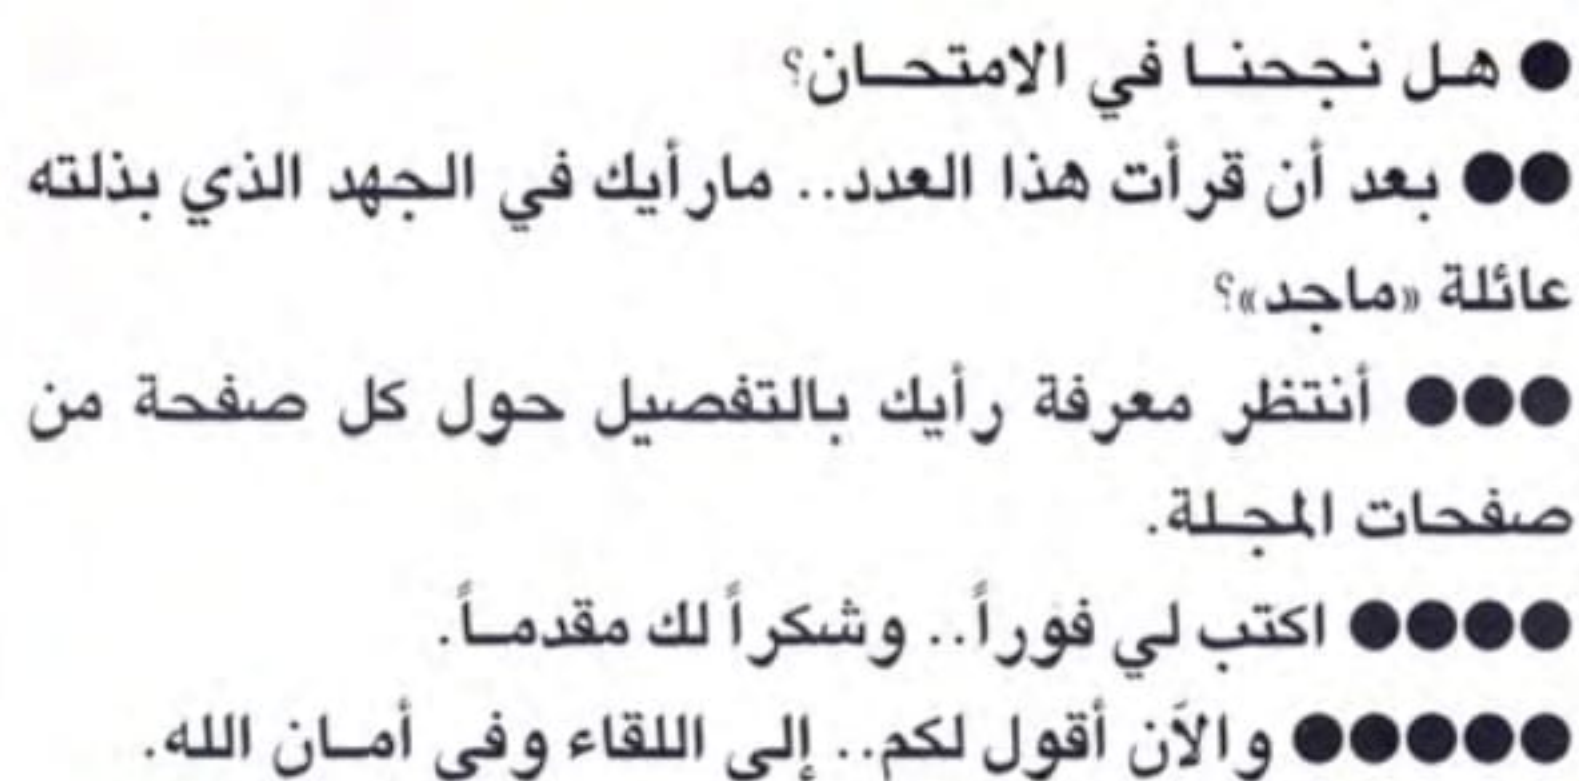 ● هل نجحنا في الامتحان؟
●● بعد أن قرأت هذا العدد.. مارأيك في الجهد الذي بذلته
عائلة «ماجد»؟
●●● أنتظر معرفة رأيك بالتفصيل حول كل صفحة من
صفحات المجلة.
●●●● اكتب لي فوراً.. وشكراً لك مقدماً.
●●●●● والآن أقول لكم.. إلى اللقاء وفي أمان الله.